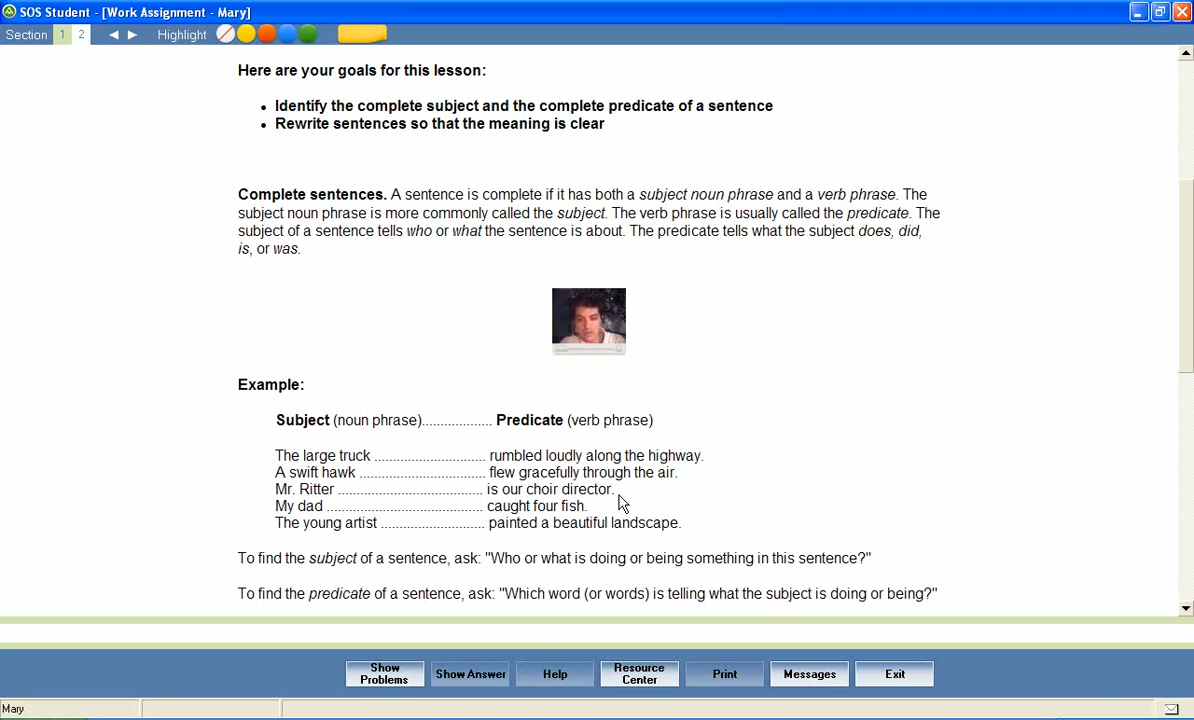 SOS Student - [Work Assignment - Mary]
Section 1 2 Highlight
Here are your goals for this lesson:
• Identify the complete subject and the complete predicate of a sentence
• Rewrite sentences so that the meaning is clear
Complete sentences. A sentence is complete if it has both a subject noun phrase and a verb phrase. The
subject noun phrase is more commonly called the subject. The verb phrase is usually called the predicate. The
subject of a sentence tells who or what the sentence is about. The predicate tells what the subject does, did,
is, or was.
Example:
Subject (noun phrase)................... Predicate (verb phrase)
The large truck .............................. rumbled loudly along the highway.
A swift hawk .................................. flew gracefully through the air.
Mr. Ritter ....................................... is our choir director.
My dad .......................................... caught four fish.
The young artist ............................ painted a beautiful landscape.
To find the subject of a sentence, ask: "Who or what is doing or being something in this sentence?"
To find the predicate of a sentence, ask: "Which word (or words) is telling what the subject is doing or being?"
Show Problems Show Answer Help Resource Center Print Messages Exit
Mary